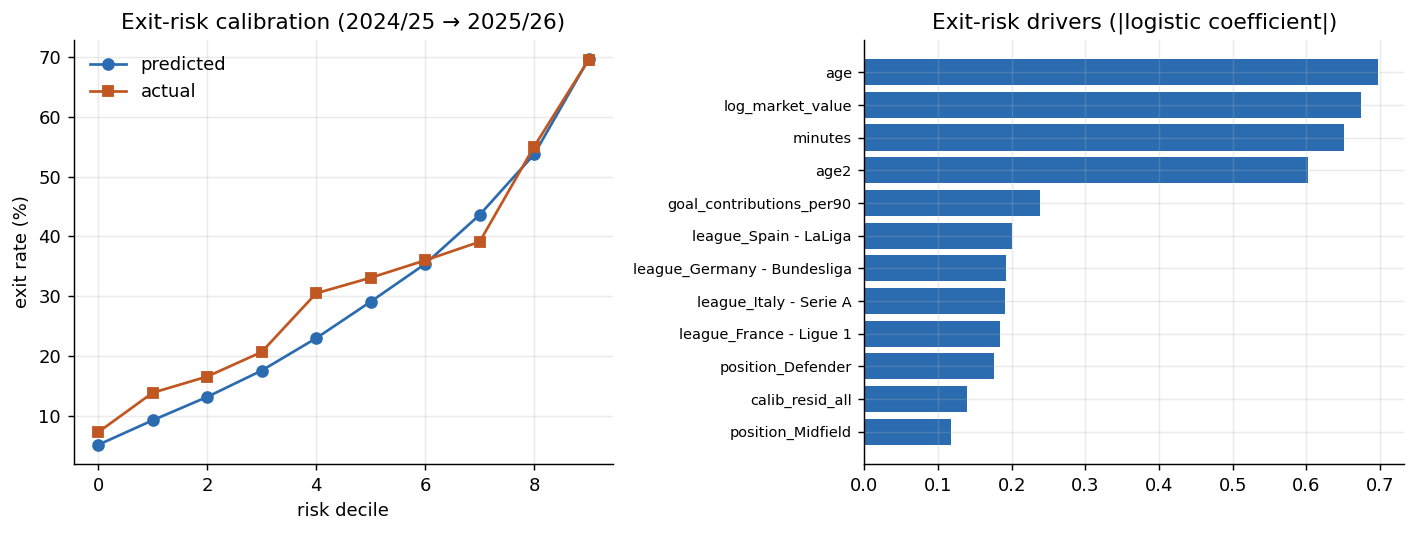 Exit-risk calibration (2024/25 → 2025/26)
predicted
actual
70
60
50
40
30
20
10
exit rate (%)
0 2 4 6 8
risk decile
Exit-risk drivers (|logistic coefficient|)
age
log_market_value
minutes
age2
goal_contributions_per90
league_Spain - LaLiga
league_Germany - Bundesliga
league_Italy - Serie A
league_France - Ligue 1
position_Defender
calib_resid_all
position_Midfield
0.0 0.1 0.2 0.3 0.4 0.5 0.6 0.7